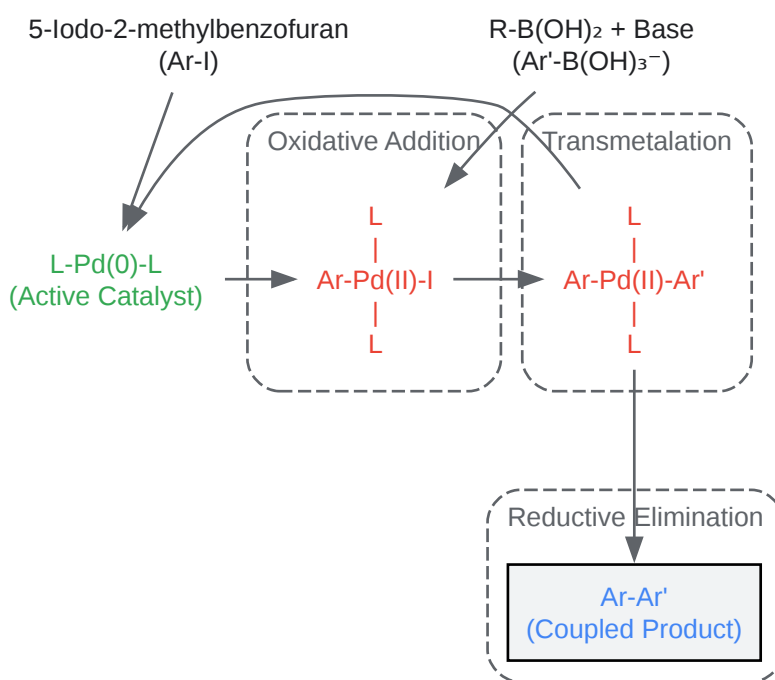 5-Iodo-2-methylbenzofuran
(Ar-I)
R-B(OH)₂ + Base
(Ar'-B(OH)₃⁻)
Oxidative Addition
Transmetalation
L-Pd(0)-L
(Active Catalyst)
L
|
Ar-Pd(II)-I
|
L
L
|
Ar-Pd(II)-Ar'
|
L
Reductive Elimination
Ar-Ar'
(Coupled Product)